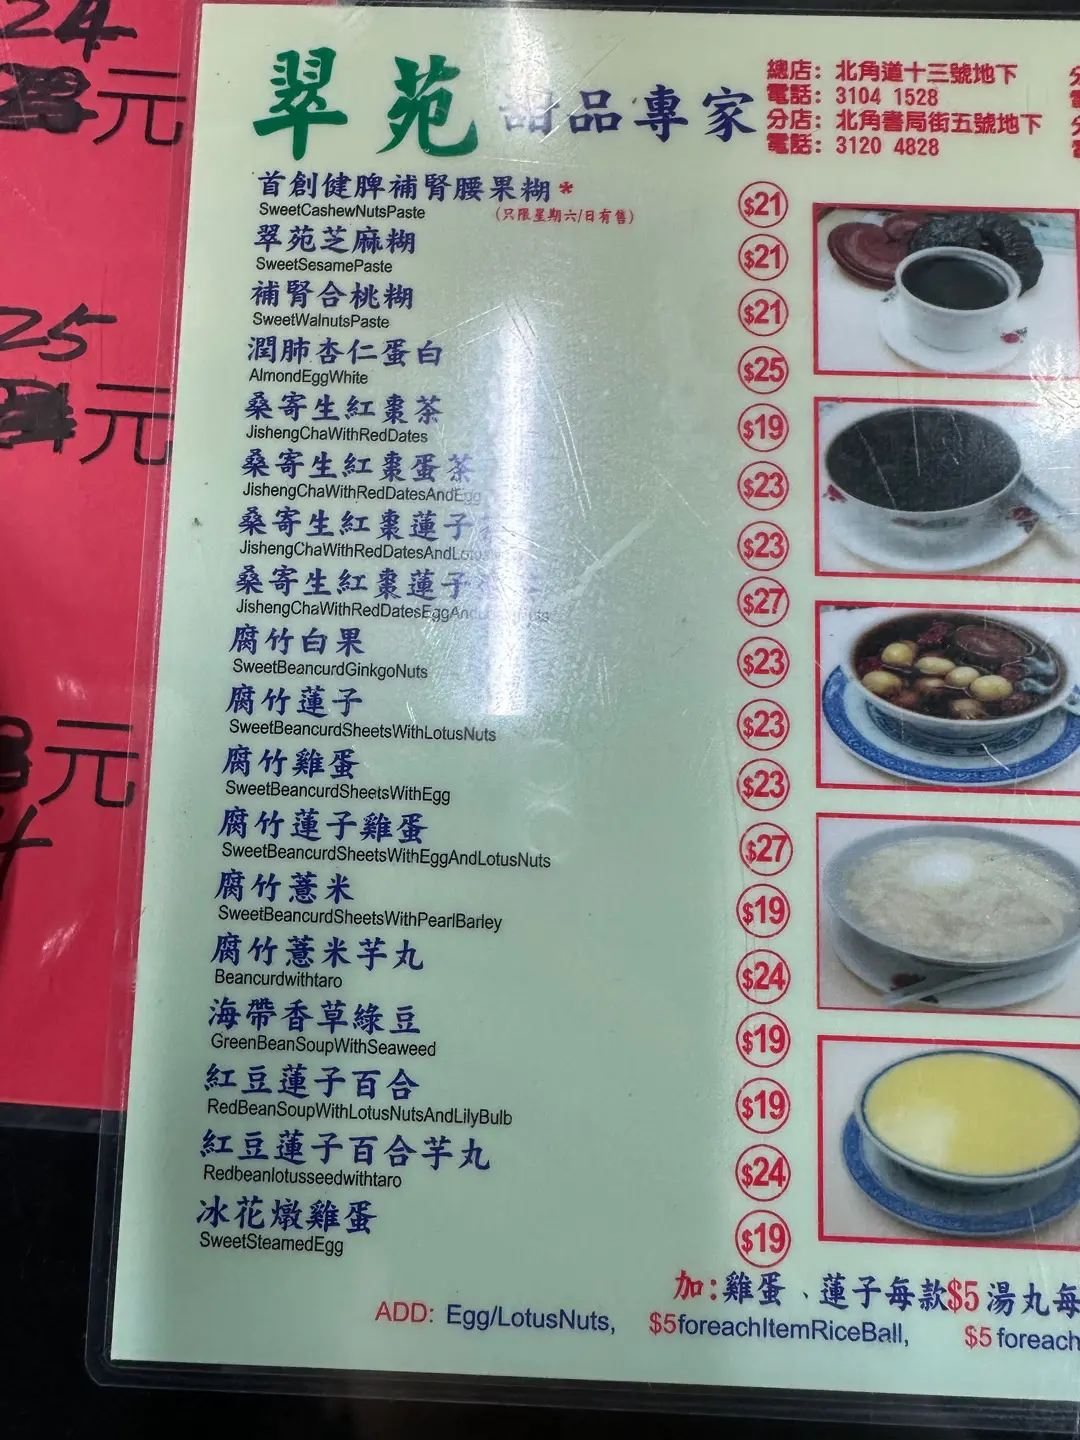 24
元
25
元
元
翠苑 甜品專家
總店: 北角道十三號地下
電話: 3104 1528
分店: 北角書局街五號地下
電話: 3120 4828
首創健脾補腎腰果糊* $21
SweetCashewNutsPaste (只限星期六/日有售)
翠苑芝麻糊 $21
SweetSesamePaste
補腎合桃糊 $21
SweetWalnutsPaste
潤肺杏仁蛋白 $25
AlmondEggWhite
桑寄生紅棗茶 $19
JishengChaWithRedDates
桑寄生紅棗蛋茶 $23
JishengChaWithRedDatesAndEgg
桑寄生紅棗蓮子 $23
JishengChaWithRedDatesAndLotus
桑寄生紅棗蓮子 $27
JishengChaWithRedDatesEggAnd
腐竹白果 $23
SweetBeancurdGinkgoNuts
腐竹蓮子 $23
SweetBeancurdSheetsWithLotusNuts
腐竹雞蛋 $23
SweetBeancurdSheetsWithEgg
腐竹蓮子雞蛋 $27
SweetBeancurdSheetsWithEggAndLotusNuts
腐竹薏米 $19
SweetBeancurdSheetsWithPearlBarley
腐竹薏米芋丸 $24
Beancurdwithtaro
海帶香草綠豆 $19
GreenBeanSoupWithSeaweed
紅豆蓮子百合 $19
RedBeanSoupWithLotusNutsAndLilyBulb
紅豆蓮子百合芋丸 $24
Redbeanlotusseedwithtaro
冰花燉雞蛋 $19
SweetSteamedEgg
加:雞蛋、蓮子每款$5 湯丸每
ADD: Egg/LotusNuts, $5foreachItemRiceBall, $5 foreach